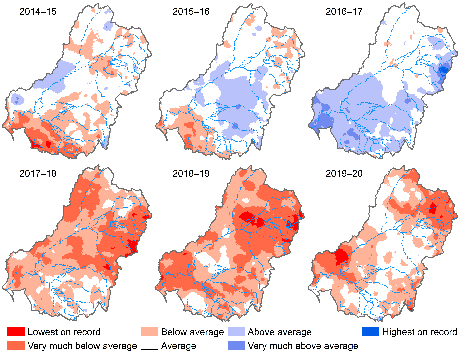 2014–15 2015–16 2016–17
2017–18 2018–19 2019–20
Lowest on record Below average Above average Highest on record
Very much below average Average Very much above average